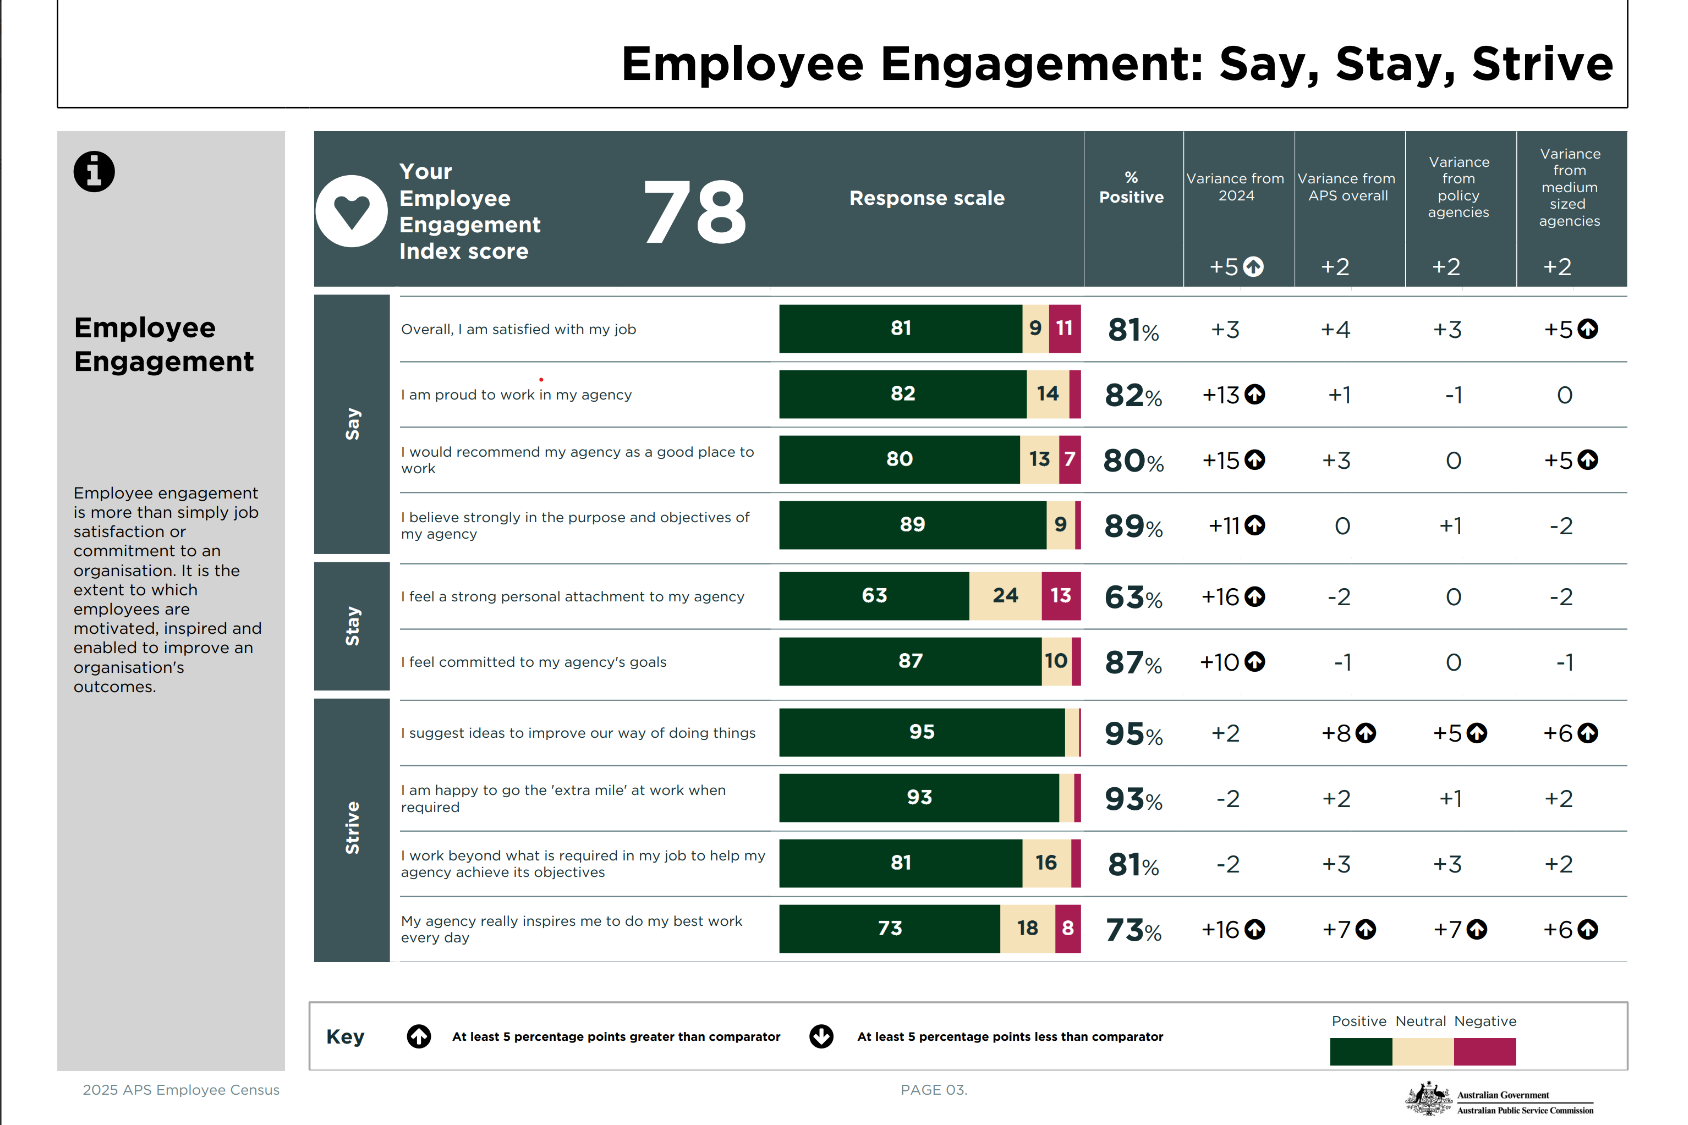 Employee Engagement: Say, Stay, Strive
Employee
Engagement
Employee engagement
is more than simply job
satisfaction or
commitment to an
organisation. It is the
extent to which
employees are
motivated, inspired and
enabled to improve an
organisation's
outcomes.
Your
Employee
Engagement
Index score
78
Response scale
%
Positive
Variance from
2024
+5
Variance from
APS overall
+2
Variance
from
policy
agencies
+2
Variance
from
medium
sized
agencies
+2
Say
Overall, I am satisfied with my job
81 9 11 81% +3 +4 +3 +5
I am proud to work in my agency
82 14 82% +13 +1 -1 0
I would recommend my agency as a good place to
work
80 13 7 80% +15 +3 0 +5
I believe strongly in the purpose and objectives of
my agency
89 9 89% +11 0 +1 -2
Stay
I feel a strong personal attachment to my agency
63 24 13 63% +16 -2 0 -2
I feel committed to my agency's goals
87 10 87% +10 -1 0 -1
Strive
I suggest ideas to improve our way of doing things
95 95% +2 +8 +5 +6
I am happy to go the 'extra mile' at work when
required
93 93% -2 +2 +1 +2
I work beyond what is required in my job to help my
agency achieve its objectives
81 16 81% -2 +3 +3 +2
My agency really inspires me to do my best work
every day
73 18 8 73% +16 +7 +7 +6
Key
At least 5 percentage points greater than comparator
At least 5 percentage points less than comparator
Positive Neutral Negative
2025 APS Employee Census
PAGE 03.
Australian Government
Australian Public Service Commission